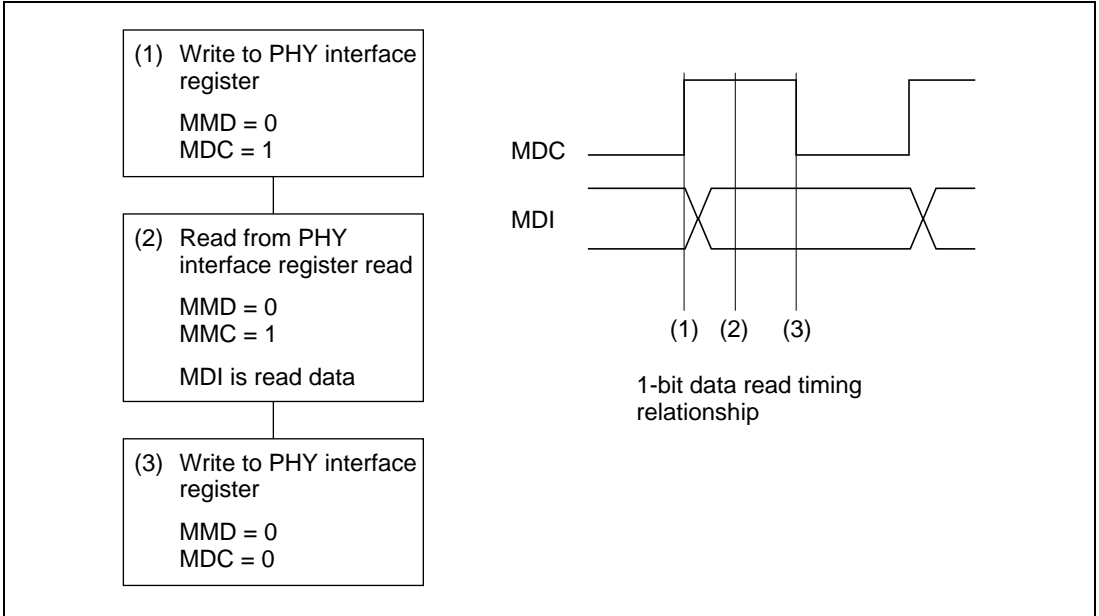 (1) Write to PHY interface
register
MMD = 0
MDC = 1
(2) Read from PHY
interface register read
MMD = 0
MMC = 1
MDI is read data
(3) Write to PHY interface
register
MMD = 0
MDC = 0
MDC
MDI
(1) (2) (3)
1-bit data read timing
relationship